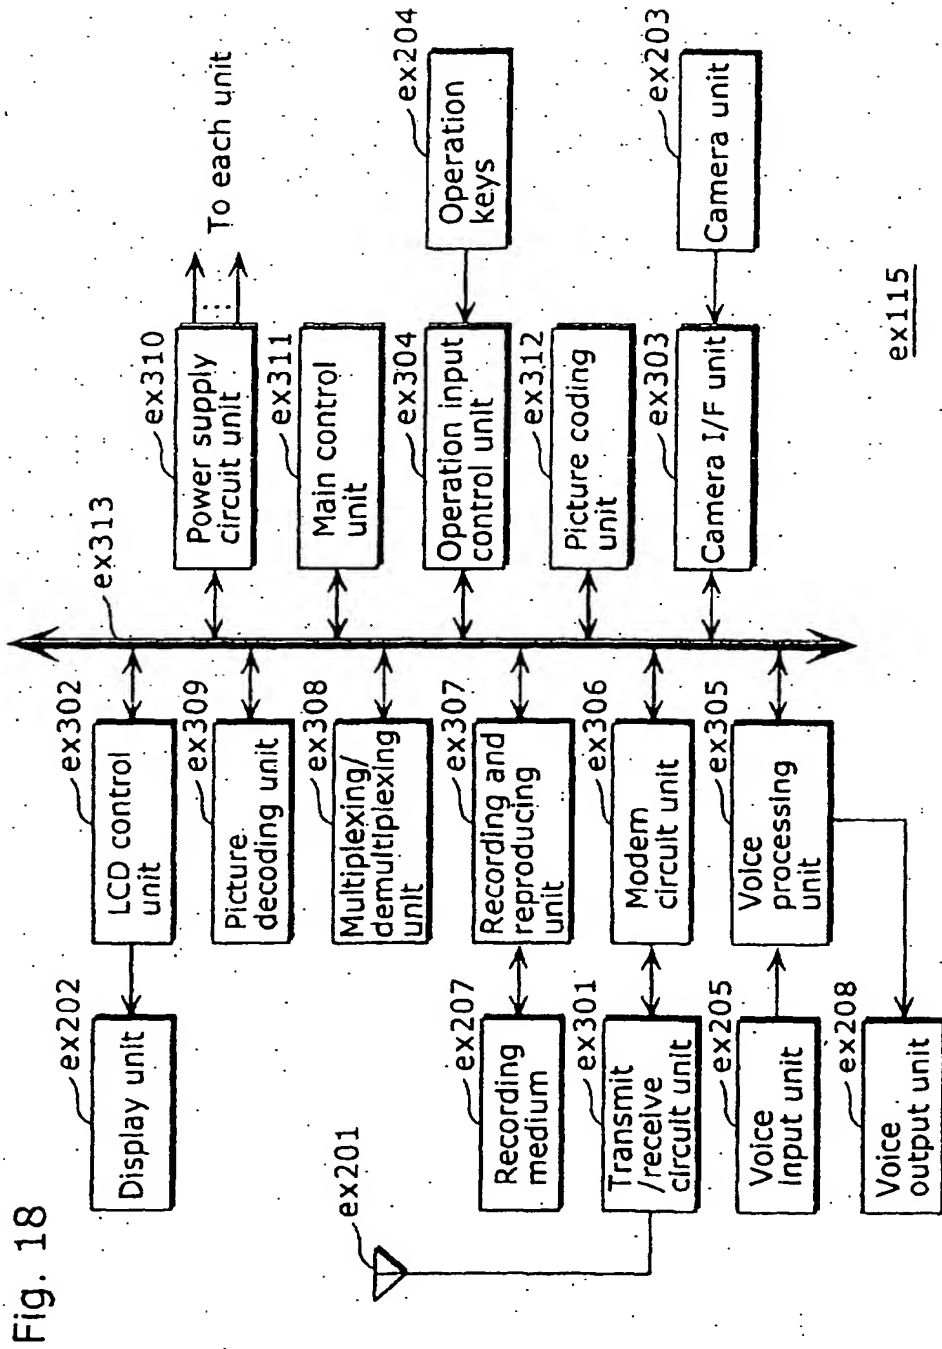 Fig. 18
ex201
ex202
Display unit
ex302
LCD control
unit
ex313
ex310
Power supply
circuit unit
To each unit
ex309
Picture
decoding unit
ex311
Main control
unit
ex308
Multiplexing/
demultiplexing
unit
ex304
Operation input
control unit
ex204
Operation
keys
ex207
Recording
medium
ex307
Recording and
reproducing
unit
ex312
Picture coding
unit
ex301
Transmit
/receive
circuit unit
ex306
Modem
circuit unit
ex303
Camera I/F unit
ex203
Camera unit
ex205
Voice
input unit
ex305
Voice
processing
unit
ex208
Voice
output unit
ex115